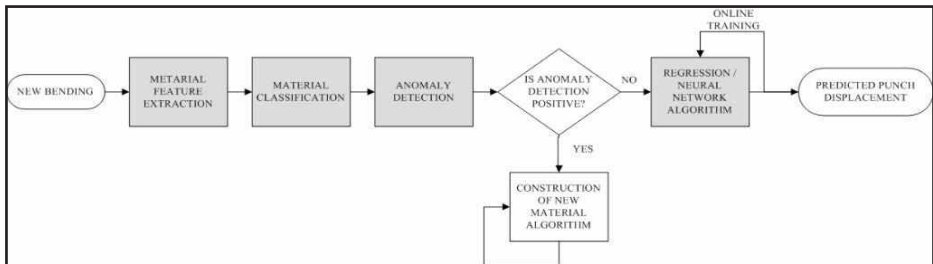 ONLINE
TRAINING
NEW BENDING
METARIAL
FEATURE
EXTRACTION
MATERIAL
CLASSIFICATION
ANOMALY
DETECTION
IS ANOMALY
DETECTION
POSITIVE?
NO
REGRESSION /
NEURAL
NETWORK
ALGORITHM
PREDICTED PUNCH
DISPLACEMENT
YES
CONSTRUCTION
OF NEW
MATERIAL
ALGORITHM